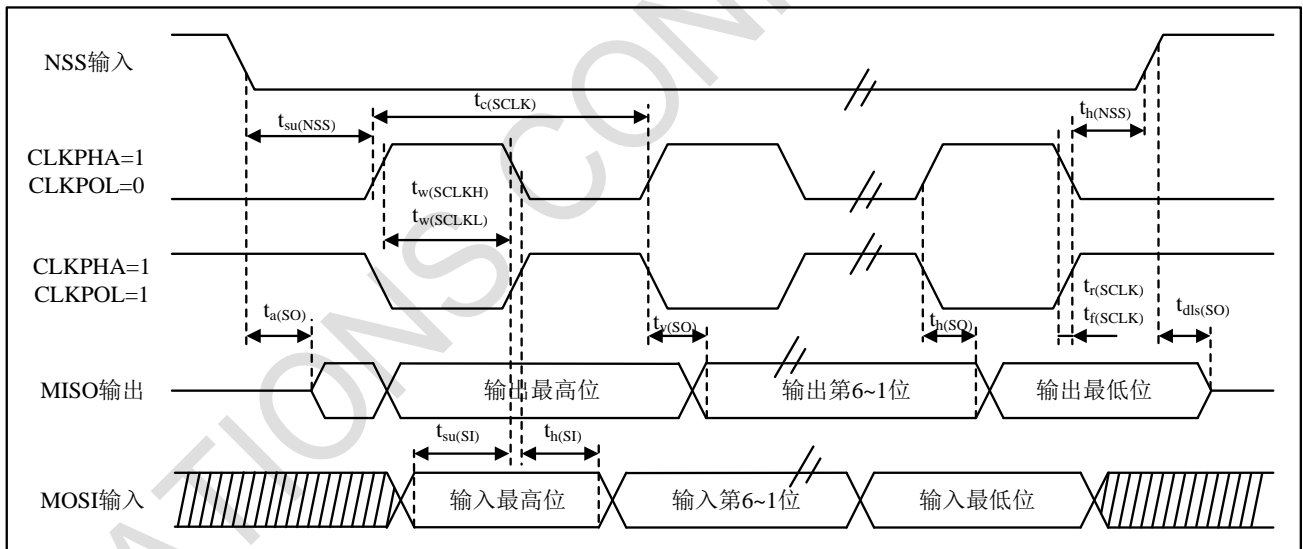 NSS输入
tsu(NSS)
tc(SCLK)
th(NSS)
CLKPHA=1
CLKPOL=0
tw(SCLKH)
tw(SCLKL)
CLKPHA=1
CLKPOL=1
ta(SO)
tv(SO)
th(SO)
tr(SCLK)
tf(SCLK)
tdls(SO)
MISO输出
输出最高位
输出第6~1位
输出最低位
tsu(SI)
th(SI)
MOSI输入
输入最高位
输入第6~1位
输入最低位
ATIONS CON